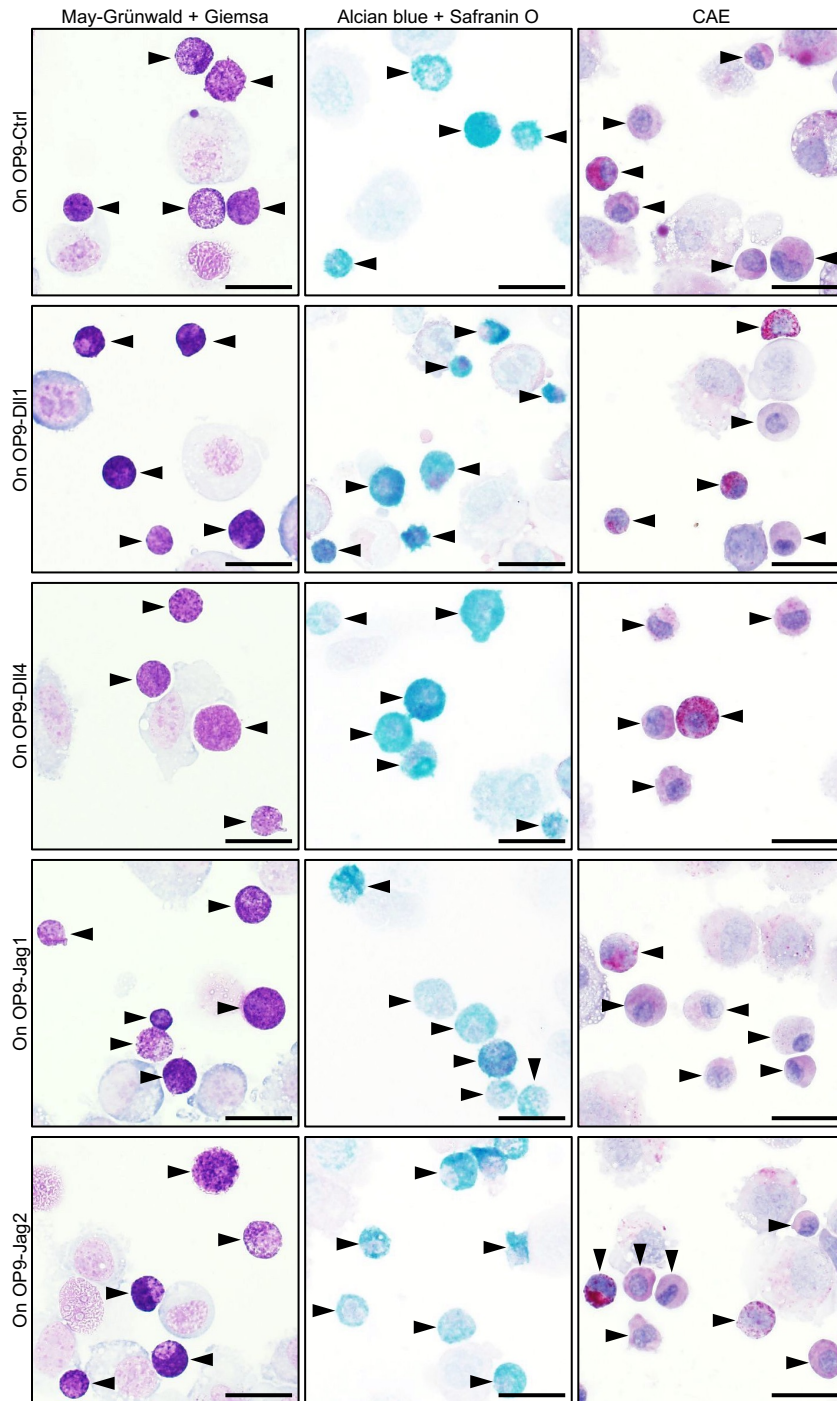 May-Grünwald + Giemsa
Alcian blue + Safranin O
CAE
On OP9-Ctrl
On OP9-Dll1
On OP9-Dll4
On OP9-Jag1
On OP9-Jag2